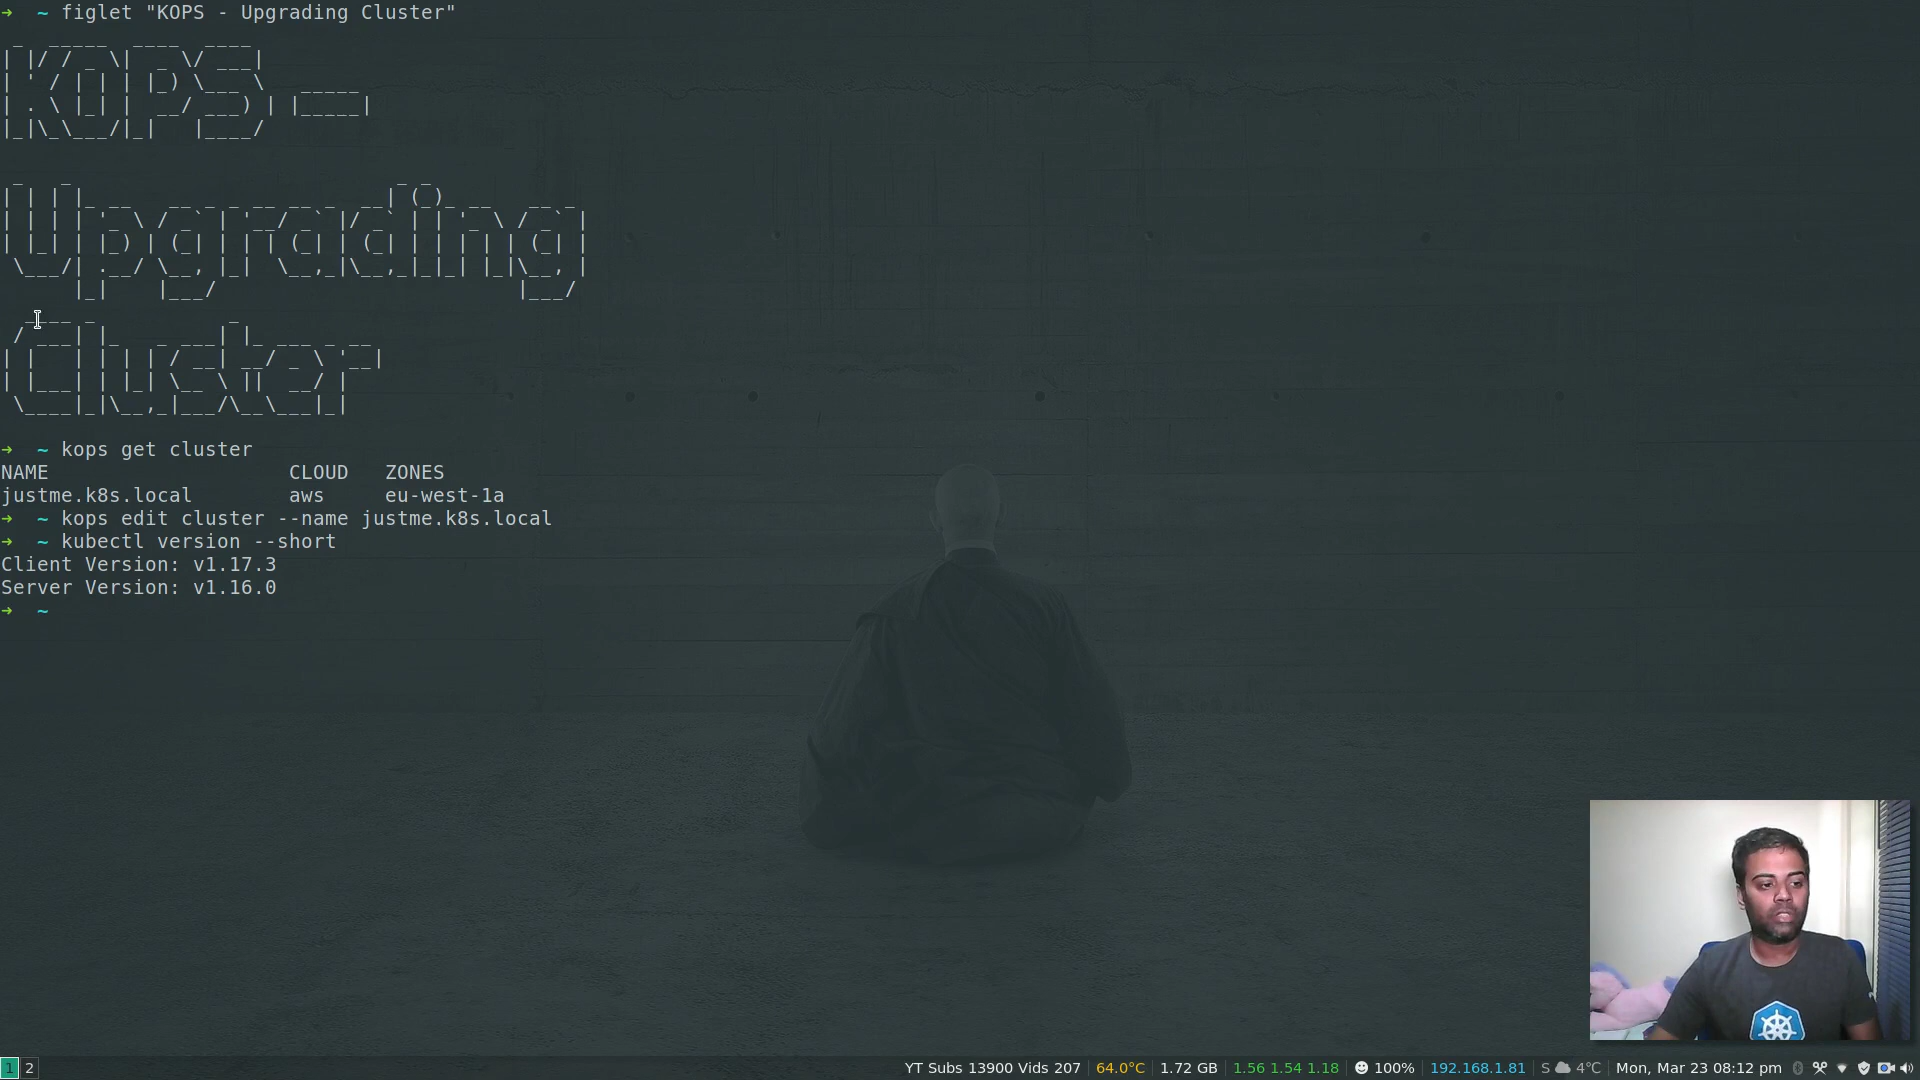 ➜ ~ figlet "KOPS - Upgrading Cluster"
KOPS -
Upgrading
Cluster
➜ ~ kops get cluster
NAME CLOUD ZONES
justme.k8s.local aws eu-west-1a
➜ ~ kops edit cluster --name justme.k8s.local
➜ ~ kubectl version --short
Client Version: v1.17.3
Server Version: v1.16.0
➜ ~
1 2 YT Subs 13900 Vids 207 64.0°C 1.72 GB 1.56 1.54 1.18 100% 192.168.1.81 S 4°C Mon, Mar 23 08:12 pm